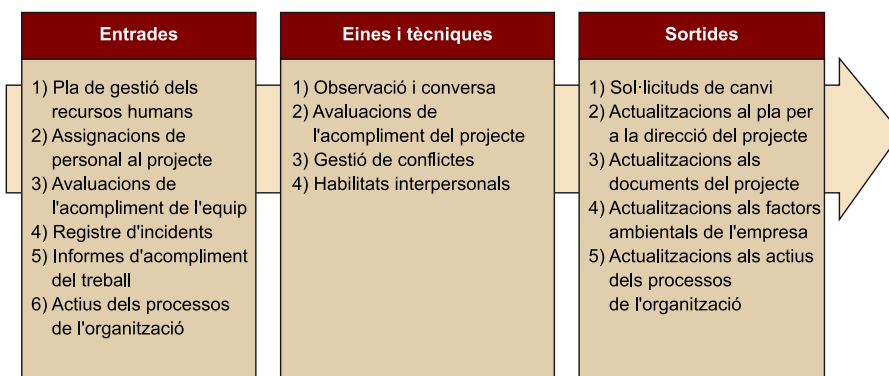 Entrades
1) Pla de gestió dels
recursos humans
2) Assignacions de
personal al projecte
3) Avaluacions de
l'acompliment de l'equip
4) Registre d'incidents
5) Informes d'acompliment
del treball
6) Actius dels processos
de l'organització
Eines i tècniques
1) Observació i conversa
2) Avaluacions de
l'acompliment del projecte
3) Gestió de conflictes
4) Habilitats interpersonals
Sortides
1) Sol·licituds de canvi
2) Actualitzacions al pla per
a la direcció del projecte
3) Actualitzacions als
documents del projecte
4) Actualitzacions als factors
ambientals de l'empresa
5) Actualitzacions als actius
dels processos
de l'organització